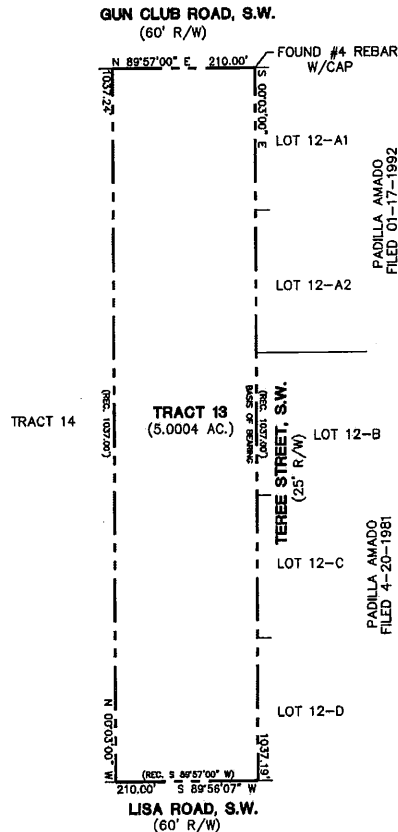 GUN CLUB ROAD, S.W.
(60' R/W)
N 89°57'00" E 210.00'
FOUND #4 REBAR
W/CAP
1037.24'
S 00°03'00" E
LOT 12-A1
PADILLA AMADO
FILED 01-17-1992
LOT 12-A2
TRACT 14
(REC. 1037.00')
TRACT 13
(5.0004 AC.)
BASIS OF BEARING
(REC. 1037.00')
TEREE STREET, S.W.
(25' R/W)
LOT 12-B
LOT 12-C
PADILLA AMADO
FILED 4-20-1981
N 00°03'00" W
LOT 12-D
1037.19'
(REC. S 89°57'00" W)
210.00' S 89°56'07" W
LISA ROAD, S.W.
(60' R/W)